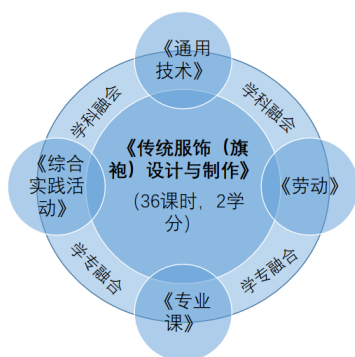 《通用
技术》
学科融会
学科融会
《传统服饰（旗
袍）设计与制作》
（36课时，2学
分）
《综合
实践活
动》
《劳动》
学专融合
学专融合
《专业
课》